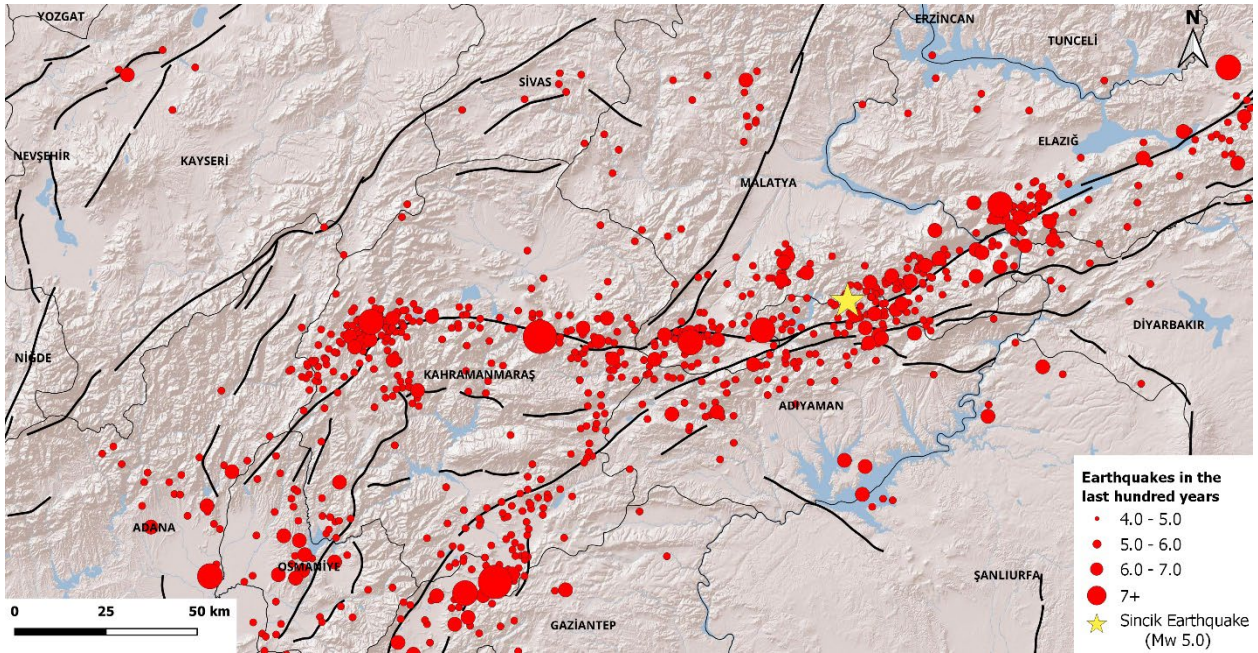 YOZGAT
ERZİNCAN
TUNCELİ
N
SİVAS
NEVŞEHİR
KAYSERİ
ELAZIĞ
MALATYA
DİYARBAKIR
NİĞDE
KAHRAMANMARAŞ
ADIYAMAN
ADANA
OSMANİYE
ŞANLIURFA
GAZİANTEP
0 25 50 km
Earthquakes in the
last hundred years
4.0 - 5.0
5.0 - 6.0
6.0 - 7.0
7+
Sincik Earthquake
(Mw 5.0)